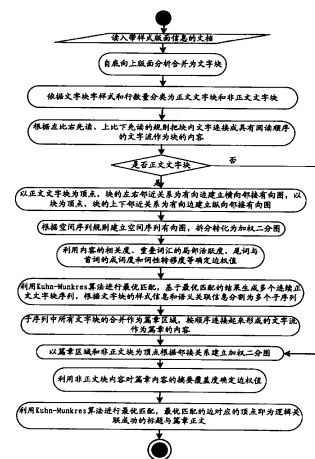 读入带样式版面信息的文档
自底向上版面分析合并为文字块
依据文字块字样式和行数量分类为正文文字块和非正文文字块
根据左比右先读、上比下先读的规则把块内文字连接成具有阅读顺序
的文字流作为块的内容
是否正文文字块
否
是
以正文文字块为顶点，块的左右邻近关系为有向边建立横向邻接有向图，以
块为顶点，块的上下邻近关系为有向边建立纵向邻接有向图
根据空间序列规则建立空间序列有向图，拆分转化为加权二分图
利用内容的相关度、重叠词汇的局部活跃度、尾词与
首词的成词度和词性转移度等确定边权值
利用Kuhn-Munkres算法进行最优匹配，基于最优匹配的结果生成多个连续正
文文字块序列，根据文字块的样式信息和语义关联信息分割为多个子序列
子序列中所有文字块的合并作为篇章区域，按顺序连接起来形成的文字流
作为篇章的内容
以篇章区域和非正文块为顶点根据邻接关系建立加权二分图
利用非正文块内容对篇章内容的摘要覆盖度确定边权值
利用Kuhn-Munkres算法进行最优匹配，最优匹配的边对应的顶点即为逻辑关
联成功的标题与篇章正文